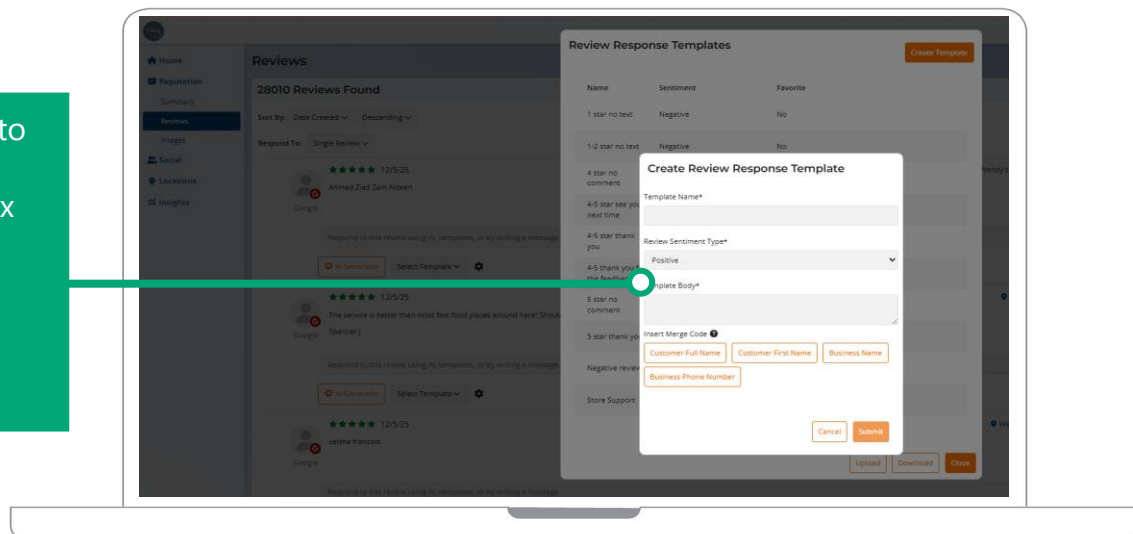 to
x
Home
Reputation
Summary
Reviews
Images
Social
Locations
Insights
Reviews
28010 Reviews Found
Sort By: Date Created Descending
Respond To: Single Review
12/5/25
Ahmad Ziad Zain Aldeen
Google
Respond to this review using AI, templates, or by writing a message
AI Generator Select Template
12/5/25
The service is better than most fast food places around here! Shout
Spencer J
Google
Respond to this review using AI, templates, or by writing a message
AI Generator Select Template
12/5/25
kelsha francois
Google
Respond to this review using AI, templates, or by writing a message
Review Response Templates
Create Template
Name Sentiment Favorite
1 star no text Negative No
1-2 star no text Negative No
4 star no
comment
4-5 star see you
next time
4-5 star thank
you
4-5 thank you
the
5 star no
comment
5 star thank you
Negative review
Store Support
Upload Download Close
Create Review Response Template
Template Name*
Review Sentiment Type*
Positive
mplate Body*
Insert Merge Code
Customer Full Name Customer First Name Business Name
Business Phone Number
Cancel Submit